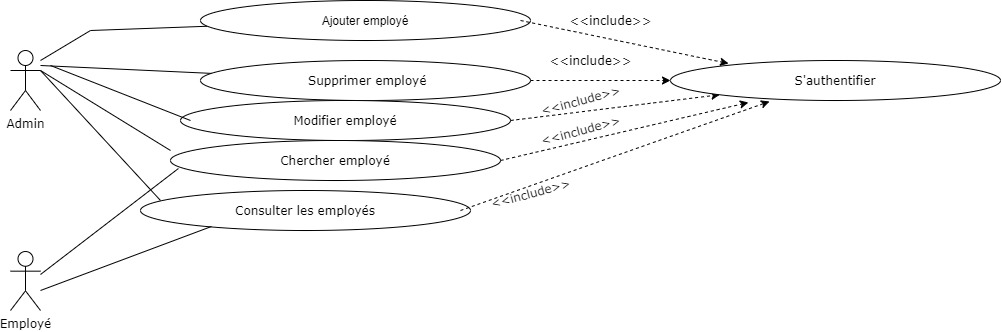 Ajouter employé
<<include>>
<<include>>
Supprimer employé
S'authentifier
Admin
<<include>>
Modifier employé
<<include>>
Chercher employé
<<include>>
Consulter les employés
Employé